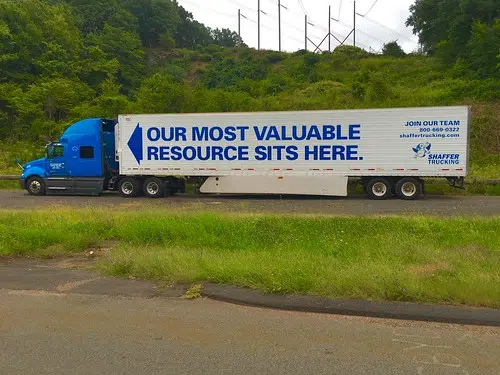 OUR MOST VALUABLE
RESOURCE SITS HERE.
JOIN OUR TEAM
800-669-0322
shaffertrucking.com
SHAFFER
TRUCKING